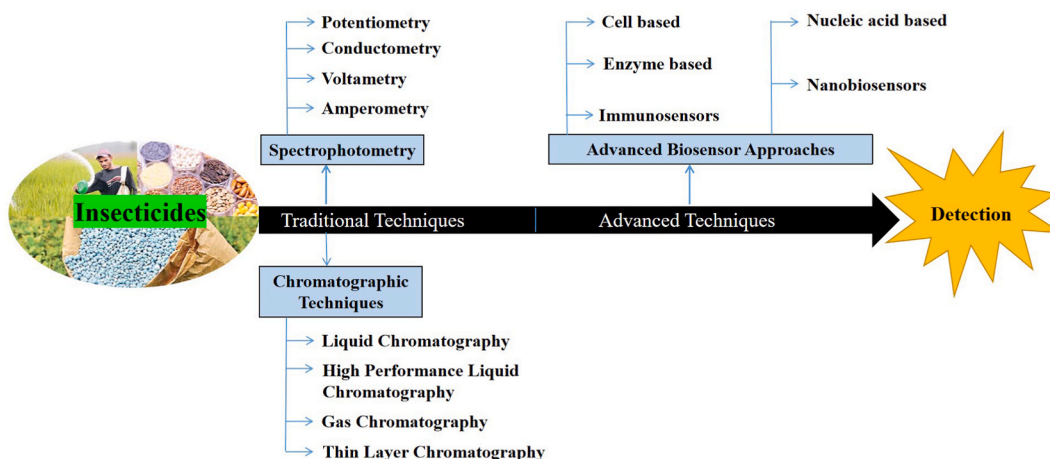 Potentiometry
Conductometry
Voltametry
Amperometry
Spectrophotometry
Cell based
Enzyme based
Immunosensors
Nucleic acid based
Nanobiosensors
Advanced Biosensor Approaches
Insecticides
Traditional Techniques
Advanced Techniques
Detection
Chromatographic
Techniques
Liquid Chromatography
High Performance Liquid
Chromatography
Gas Chromatography
Thin Layer Chromatography